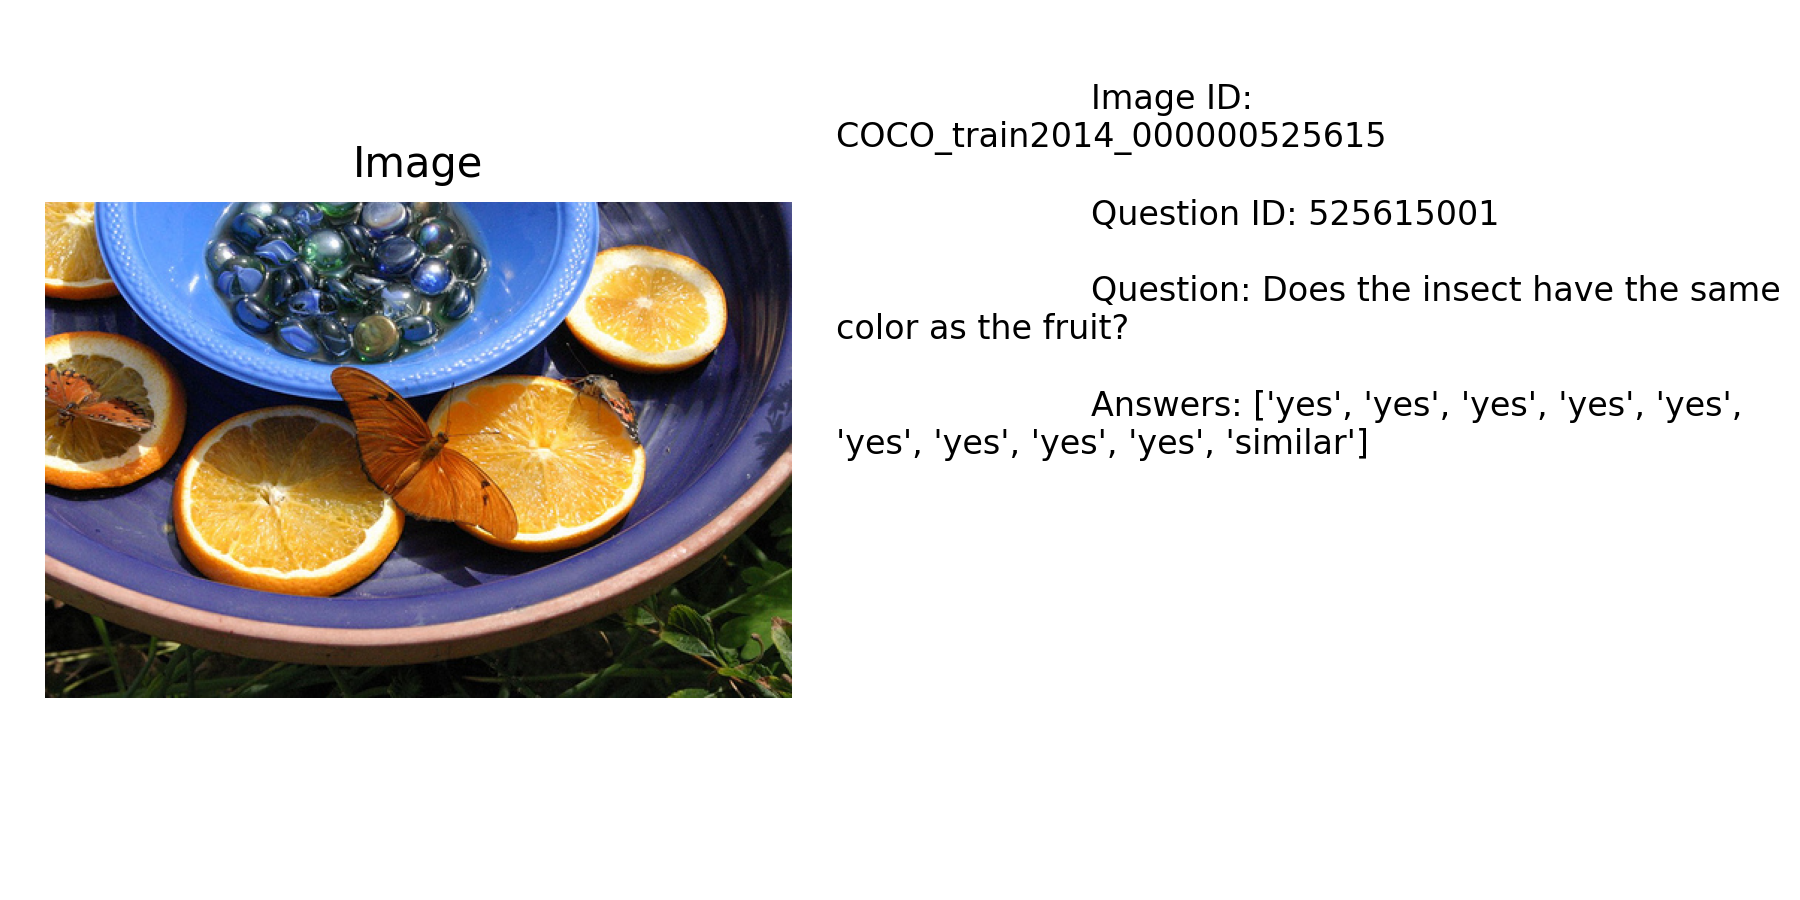 Image
Image ID:
COCO_train2014_000000525615
Question ID: 525615001
Question: Does the insect have the same
color as the fruit?
Answers: ['yes', 'yes', 'yes', 'yes', 'yes',
'yes', 'yes', 'yes', 'yes', 'similar']